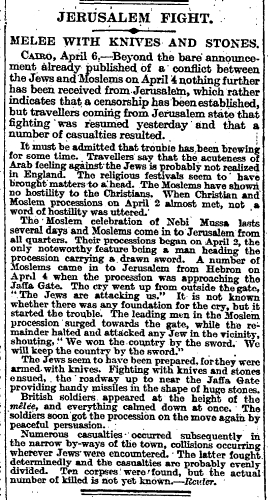 JERUSALEM FIGHT.
MELEE WITH KNIVES AND STONES.
CAIRO, April 6.—Beyond the bare announce-
ment already published of a conflict between
the Jews and Moslems on April 4 nothing further
has been received from Jerusalem, which rather
indicates that a censorship has been established,
but travellers coming from Jerusalem state that
fighting was resumed yesterday and that a
number of casualties resulted.
It must be admitted that trouble has been brewing
for some time. Travellers say that the acuteness of
Arab feeling against the Jews is probably not realized
in England. The religious festivals seem to have
brought matters to a head. The Moslems have shown
no hostility to the Christians. When Christian and
Moslem processions on April 2 almost met, not a
word of hostility was uttered.
The Moslem celebration of Nebi Mussa lasts
several days and Moslems come in to Jerusalem from
all quarters. Their processions began on April 2, the
only noteworthy feature being a man heading the
procession carrying a drawn sword. A number of
Moslems came in to Jerusalem from Hebron on
April 4 when the procession was approaching the
Jaffa Gate. The cry went up from outside the gate,
"The Jews are attacking us." It is not known
whether there was any foundation for the cry, but it
started the trouble. The leading men in the Moslem
procession surged towards the gate, while the re-
mainder halted and attacked any Jew in the vicinity,
shouting, "We won the country by the sword. We
will keep the country by the sword."
The Jews seem to have been prepared, for they were
armed with knives. Fighting with knives and stones
ensued, the roadway up to near the Jaffa Gate
providing handy missiles in the shape of huge stones.
British soldiers appeared at the height of the
mêlée, and everything calmed down at once. The
soldiers soon got the procession on the move again by
peaceful persuasion.
Numerous casualties occurred subsequently in
the narrow by-ways of the town, collisions occurring
wherever Jews were encountered. The latter fought
determinedly and the casualties are probably evenly
divided. Ten corpses were found, but the actual
number of killed is not yet known.—Reuter.